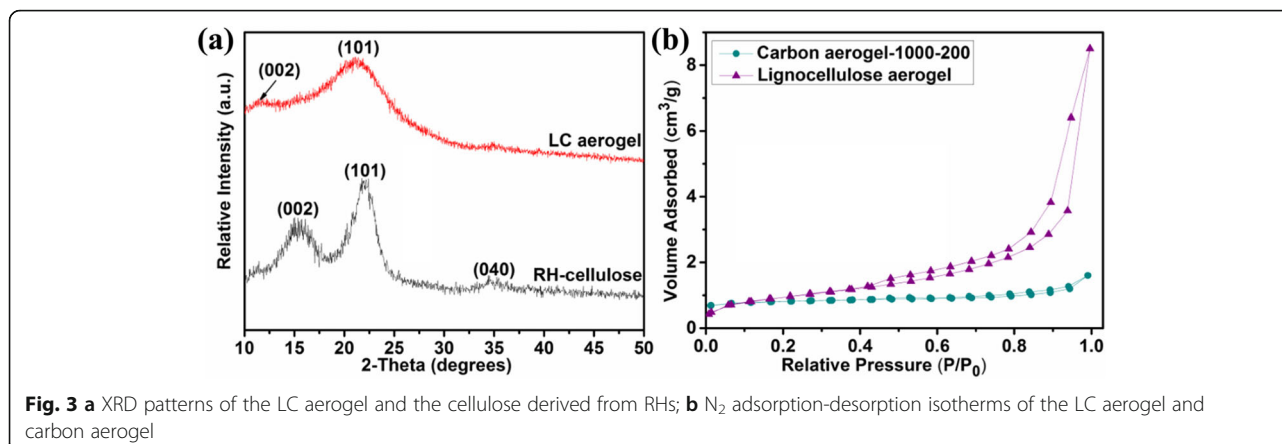 (a)
(101)
(002)
LC aerogel
(101)
(002)
(040)
RH-cellulose
Relative Intensity (a.u.)
10 15 20 25 30 35 40 45 50
2-Theta (degrees)
(b)
Carbon aerogel-1000-200
Lignocellulose aerogel
8
6
4
2
0
Volume Adsorbed (cm³/g)
0.0 0.2 0.4 0.6 0.8 1.0
Relative Pressure (P/P₀)
Fig. 3 a XRD patterns of the LC aerogel and the cellulose derived from RHs; b N₂ adsorption-desorption isotherms of the LC aerogel and
carbon aerogel